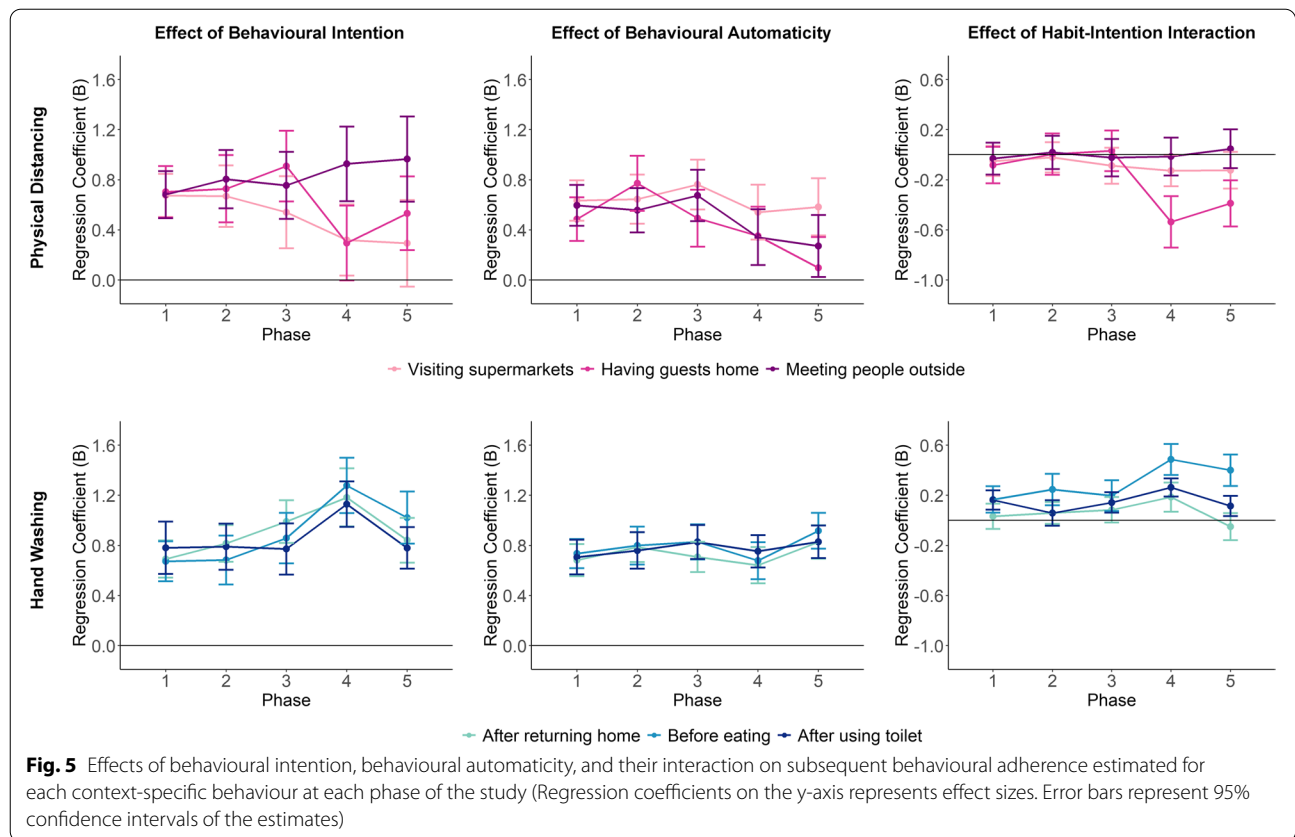 Effect of Behavioural Intention
Effect of Behavioural Automaticity
Effect of Habit-Intention Interaction
Physical Distancing
Regression Coefficient (B)
1.6
1.2
0.8
0.4
0.0
1 2 3 4 5
Phase
Regression Coefficient (B)
1.6
1.2
0.8
0.4
0.0
1 2 3 4 5
Phase
Regression Coefficient (B)
0.6
0.2
-0.2
-0.6
-1.0
1 2 3 4 5
Phase
Visiting supermarkets Having guests home Meeting people outside
Hand Washing
Regression Coefficient (B)
1.6
1.2
0.8
0.4
0.0
1 2 3 4 5
Phase
Regression Coefficient (B)
1.6
1.2
0.8
0.4
0.0
1 2 3 4 5
Phase
Regression Coefficient (B)
0.6
0.2
-0.2
-0.6
-1.0
1 2 3 4 5
Phase
After returning home Before eating After using toilet
Fig. 5 Effects of behavioural intention, behavioural automaticity, and their interaction on subsequent behavioural adherence estimated for
each context-specific behaviour at each phase of the study (Regression coefficients on the y-axis represents effect sizes. Error bars represent 95%
confidence intervals of the estimates)